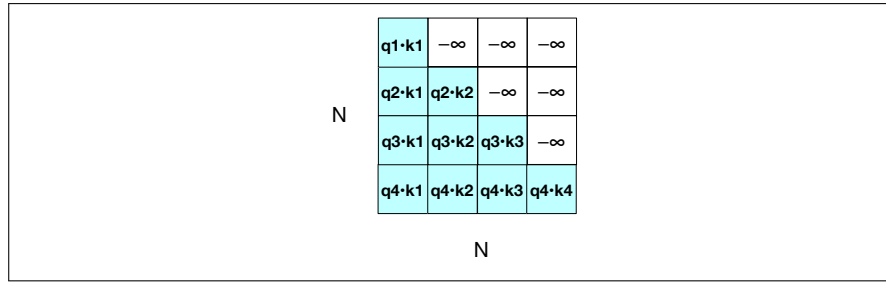 q1•k1 −∞ −∞ −∞
q2•k1 q2•k2 −∞ −∞
N
q3•k1 q3•k2 q3•k3 −∞
q4•k1 q4•k2 q4•k3 q4•k4
N